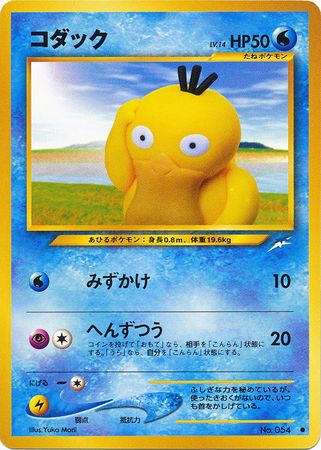 コダック LV.14 HP50
たねポケモン
あひるポケモン:身長0.8m、体重19.6kg
みずかけ 10
へんずつう 20
コインを投げて「おもて」なら、相手を「こんらん」状態に
する。「うら」なら、自分を「こんらん」状態にする。
にげる
弱点 抵抗力
ふしぎな力を秘めているが、
使ったおきおくがないので、いつ
も首をかしげている。
Illus. Yuka Morii No. 054